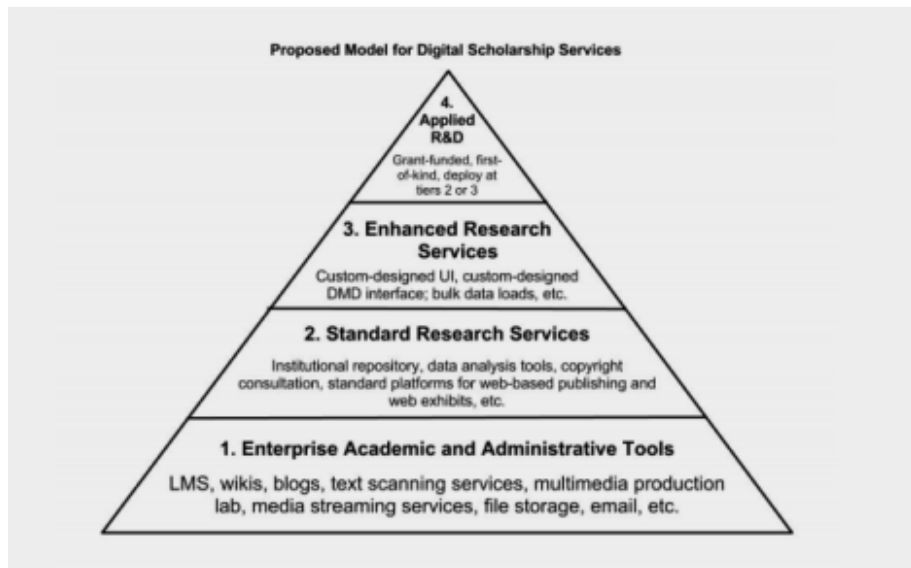 Proposed Model for Digital Scholarship Services
4.
Applied
R&D
Grant-funded, first-
of-kind, deploy at
tiers 2 or 3
3. Enhanced Research
Services
Custom-designed UI, custom-designed
DMD interface; bulk data loads, etc.
2. Standard Research Services
Institutional repository, data analysis tools, copyright
consultation, standard platforms for web-based publishing and
web exhibits, etc.
1. Enterprise Academic and Administrative Tools
LMS, wikis, blogs, text scanning services, multimedia production
lab, media streaming services, file storage, email, etc.